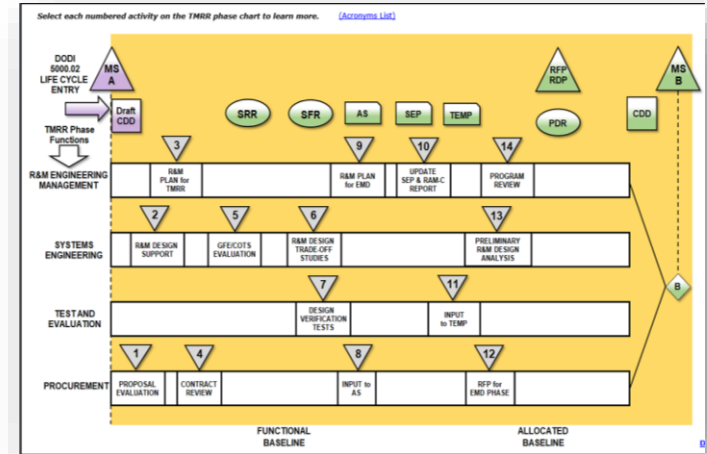 Select each numbered activity on the TMRR phase chart to learn more. (Acronyms List)
DODI
5000.02
LIFE CYCLE
ENTRY
MS
A
RFP
RDP
MS
B
Draft
CDD
SRR
SFR
AS
SEP
TEMP
PDR
CDD
TMRR Phase
Functions
3
9
10
14
R&M ENGINEERING
MANAGEMENT
R&M
PLAN for
TMRR
R&M PLAN
for EMD
UPDATE
SEP & RAM-C
REPORT
PROGRAM
REVIEW
2
5
6
13
SYSTEMS
ENGINEERING
R&M DESIGN
SUPPORT
GFE/COTS
EVALUATION
R&M DESIGN
TRADE-OFF
STUDIES
PRELIMINARY
R&M DESIGN
ANALYSIS
B
7
11
TEST AND
EVALUATION
DESIGN
VERIFICATION
TESTS
INPUT
to TEMP
1
4
8
12
PROCUREMENT
PROPOSAL
EVALUATION
CONTRACT
REVIEW
INPUT to
AS
RFP for
EMD PHASE
FUNCTIONAL
BASELINE
ALLOCATED
BASELINE